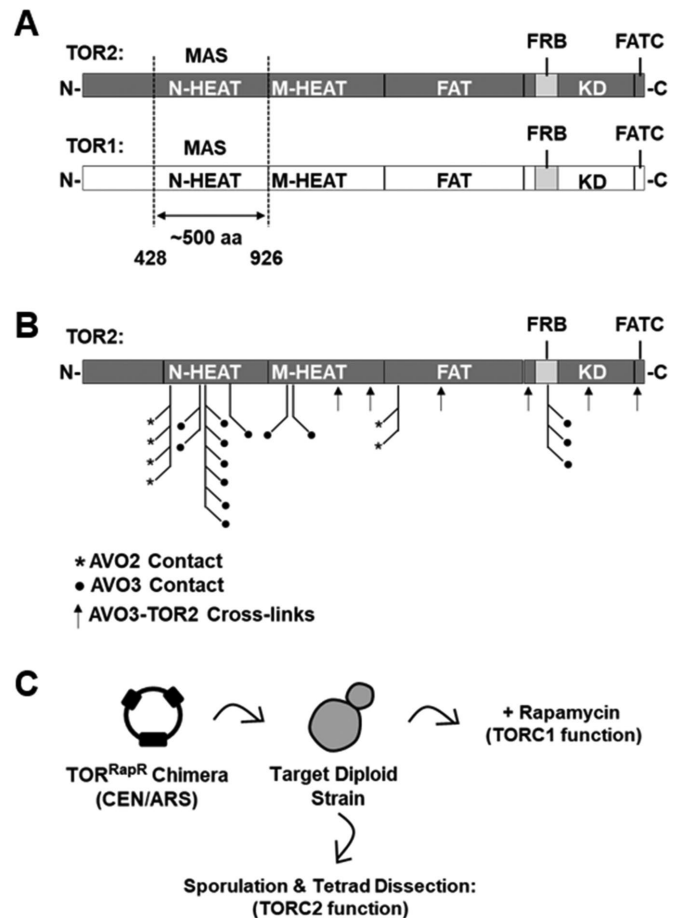 A
TOR2:
MAS
FRB
FATC
N-
N-HEAT
M-HEAT
FAT
KD
-C
TOR1:
MAS
FRB
FATC
N-
N-HEAT
M-HEAT
FAT
KD
-C
~500 aa
428
926
B
TOR2:
FRB
FATC
N-
N-HEAT
M-HEAT
FAT
KD
-C
* AVO2 Contact
● AVO3 Contact
↑ AVO3-TOR2 Cross-links
C
TORRapR Chimera
(CEN/ARS)
Target Diploid
Strain
+ Rapamycin
(TORC1 function)
Sporulation & Tetrad Dissection:
(TORC2 function)